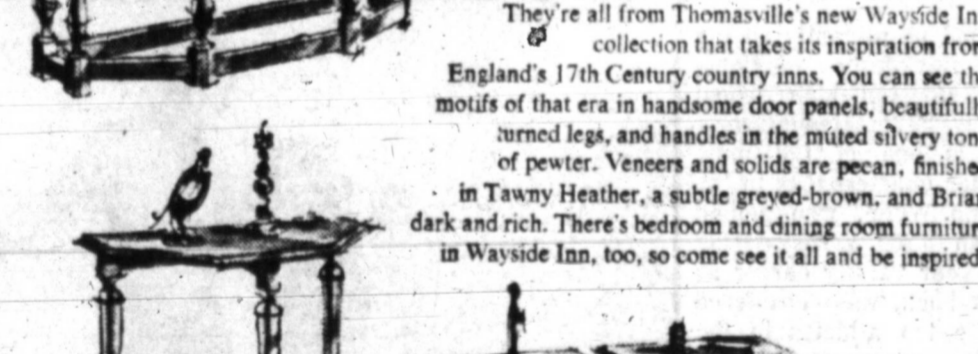 They're all from Thomasville's new Wayside In
collection that takes its inspiration from
England's 17th Century country inns. You can see th
motifs of that era in handsome door panels, beautifull
turned legs, and handles in the muted silvery ton
of pewter. Veneers and solids are pecan, finishe
in Tawny Heather, a subtle greyed-brown, and Briar
dark and rich. There's bedroom and dining room furnitur
in Wayside Inn, too, so come see it all and be inspired